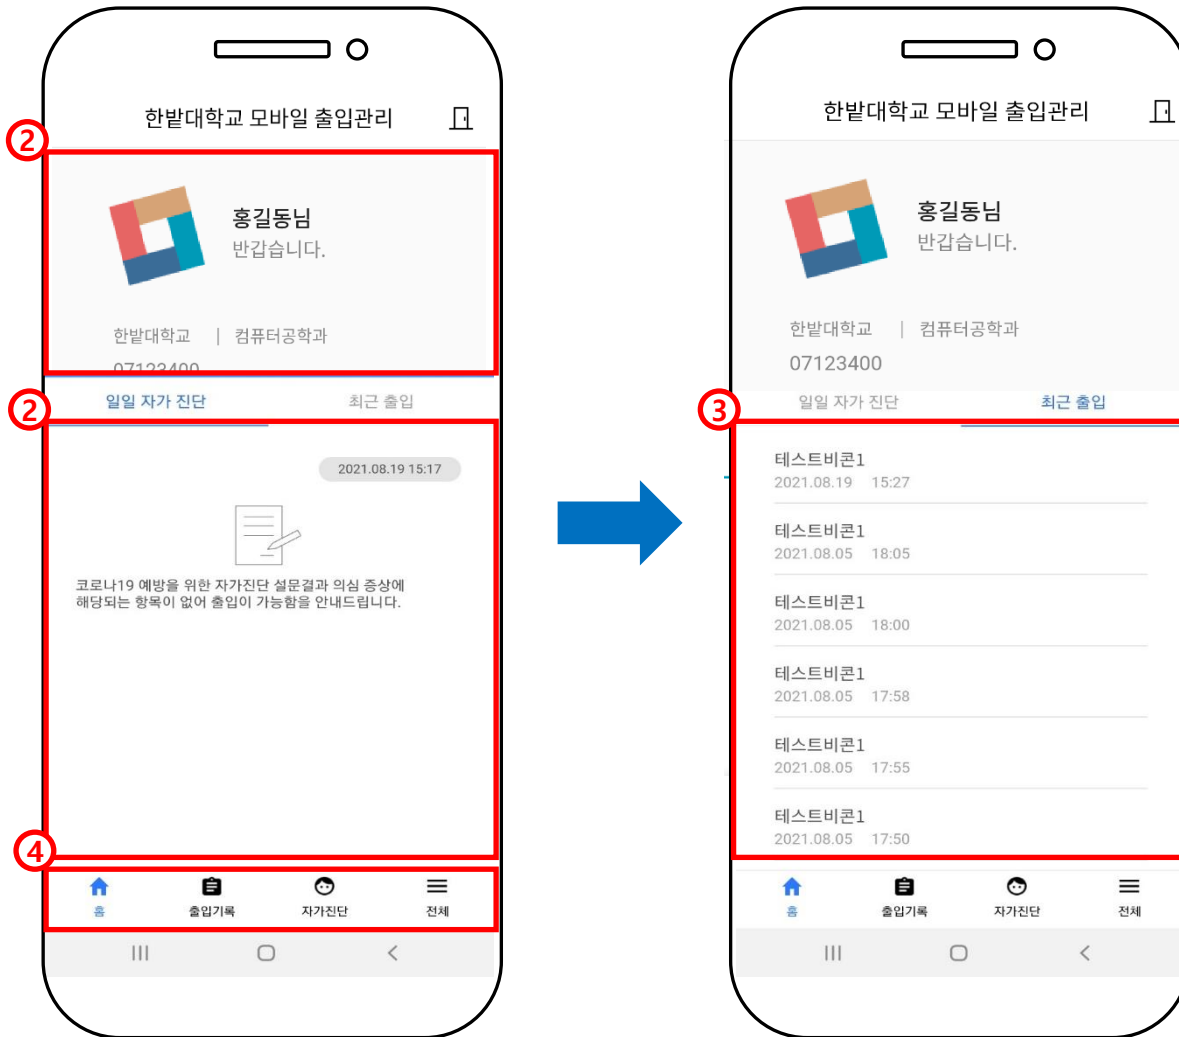 한밭대학교 모바일 출입관리
②
홍길동님
반갑습니다.
한밭대학교 | 컴퓨터공학과
07123400
②
일일 자가 진단 최근 출입
2021.08.19 15:17
코로나19 예방을 위한 자가진단 설문결과 의심 증상에
해당되는 항목이 없어 출입이 가능함을 안내드립니다.
④
홈 출입기록 자가진단 전체
한밭대학교 모바일 출입관리
홍길동님
반갑습니다.
한밭대학교 | 컴퓨터공학과
07123400
일일 자가 진단 최근 출입
③
테스트비콘1
2021.08.19 15:27
테스트비콘1
2021.08.05 18:05
테스트비콘1
2021.08.05 18:00
테스트비콘1
2021.08.05 17:58
테스트비콘1
2021.08.05 17:55
테스트비콘1
2021.08.05 17:50
홈 출입기록 자가진단 전체